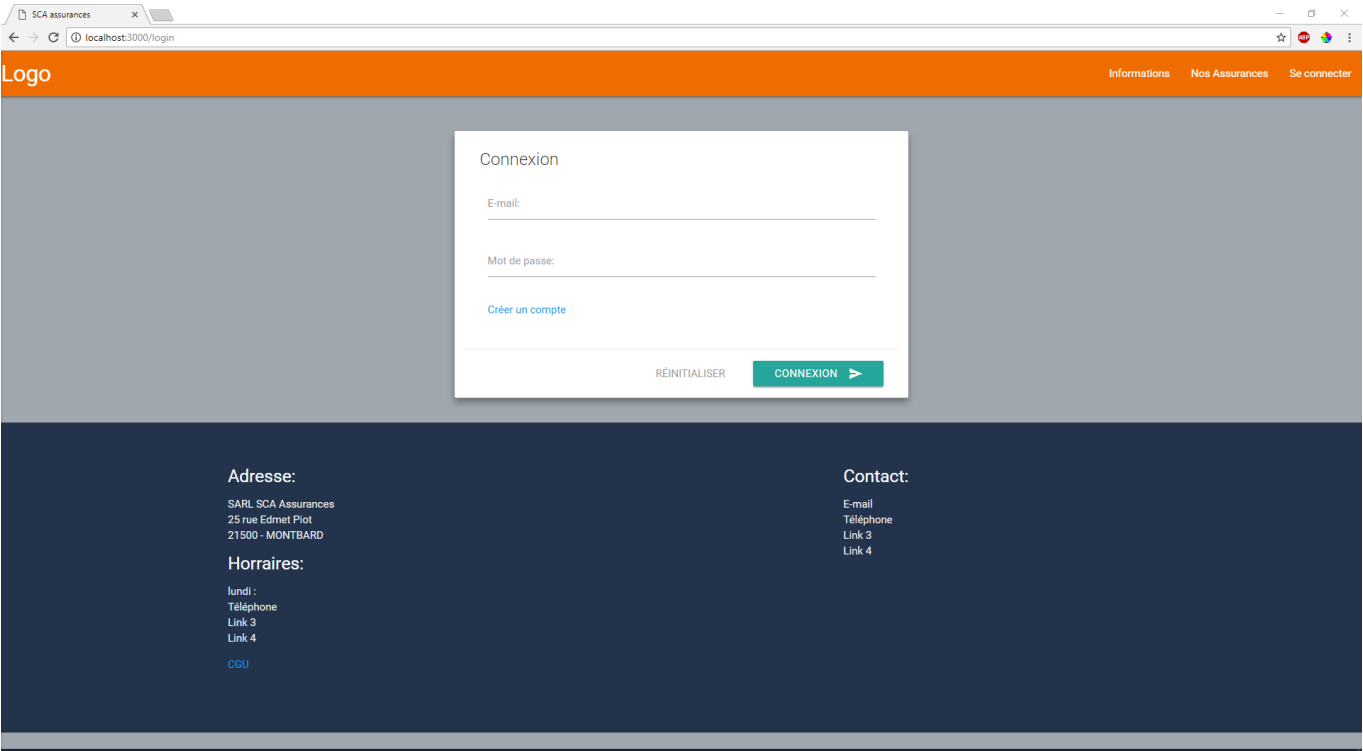 SCA assurances
localhost:3000/login
ABP
Logo
Informations
Nos Assurances
Se connecter
Connexion
E-mail:
Mot de passe:
Créer un compte
RÉINITIALISER
CONNEXION
Adresse:
SARL SCA Assurances
25 rue Edmet Piot
21500 - MONTBARD
Horraires:
lundi :
Téléphone
Link 3
Link 4
CGU
Contact:
E-mail
Téléphone
Link 3
Link 4